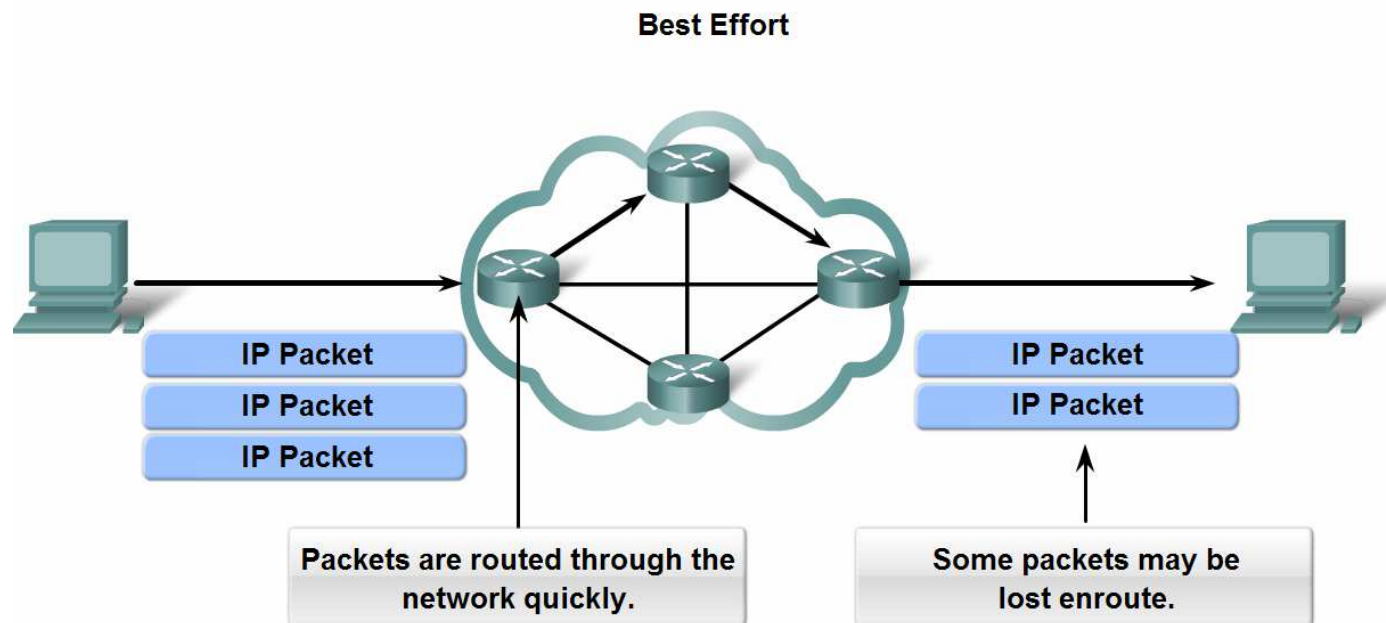 Best Effort
IP Packet
IP Packet
IP Packet
IP Packet
IP Packet
Packets are routed through the
network quickly.
Some packets may be
lost enroute.